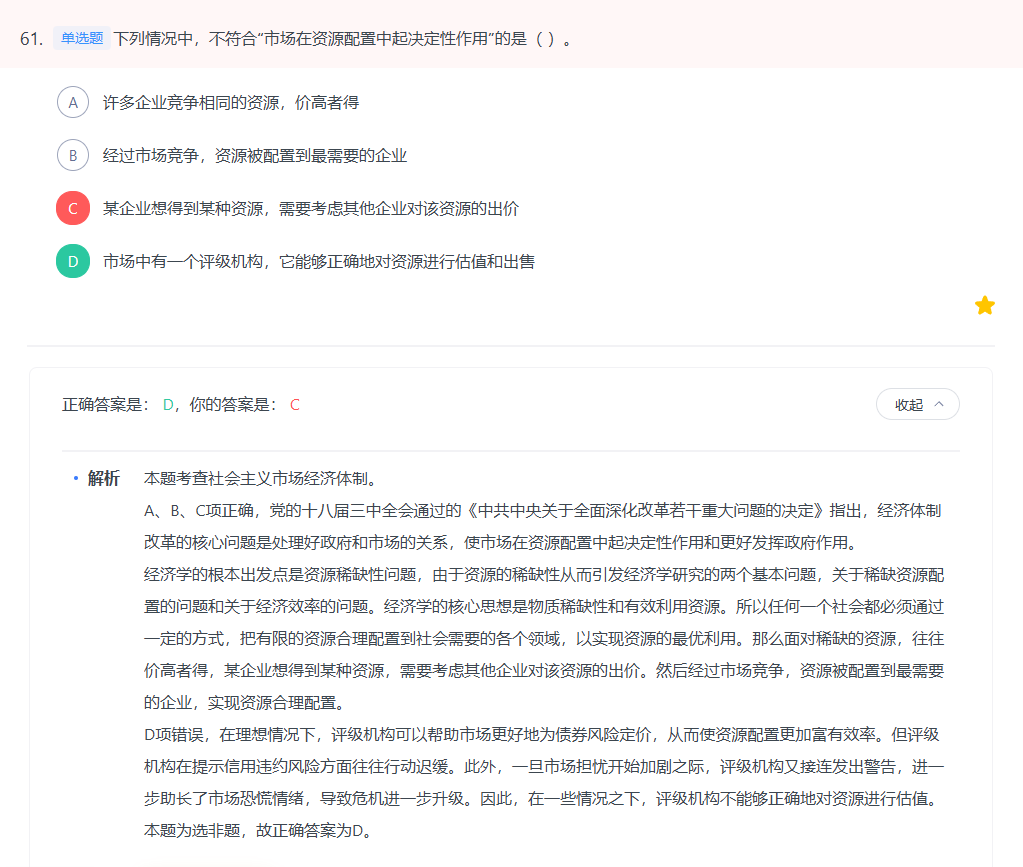 61. 单选题 下列情况中，不符合“市场在资源配置中起决定性作用”的是（ ）。
A 许多企业竞争相同的资源，价高者得
B 经过市场竞争，资源被配置到最需要的企业
C 某企业想得到某种资源，需要考虑其他企业对该资源的出价
D 市场中有一个评级机构，它能够正确地对资源进行估值和出售
正确答案是： D，你的答案是： C 收起
解析 本题考查社会主义市场经济体制。
A、B、C项正确，党的十八届三中全会通过的《中共中央关于全面深化改革若干重大问题的决定》指出，经济体制
改革的核心问题是处理好政府和市场的关系，使市场在资源配置中起决定性作用和更好发挥政府作用。
经济学的根本出发点是资源稀缺性问题，由于资源的稀缺性从而引发经济学研究的两个基本问题，关于稀缺资源配
置的问题和关于经济效率的问题。经济学的核心思想是物质稀缺性和有效利用资源。所以任何一个社会都必须通过
一定的方式，把有限的资源合理配置到社会需要的各个领域，以实现资源的最优利用。那么面对稀缺的资源，往往
价高者得，某企业想得到某种资源，需要考虑其他企业对该资源的出价。然后经过市场竞争，资源被配置到最需要
的企业，实现资源合理配置。
D项错误，在理想情况下，评级机构可以帮助市场更好地为债券风险定价，从而使资源配置更加富有效率。但评级
机构在提示信用违约风险方面往往行动迟缓。此外，一旦市场担忧开始加剧之际，评级机构又接连发出警告，进一
步助长了市场恐慌情绪，导致危机进一步升级。因此，在一些情况之下，评级机构不能够正确地对资源进行估值。
本题为选非题，故正确答案为D。